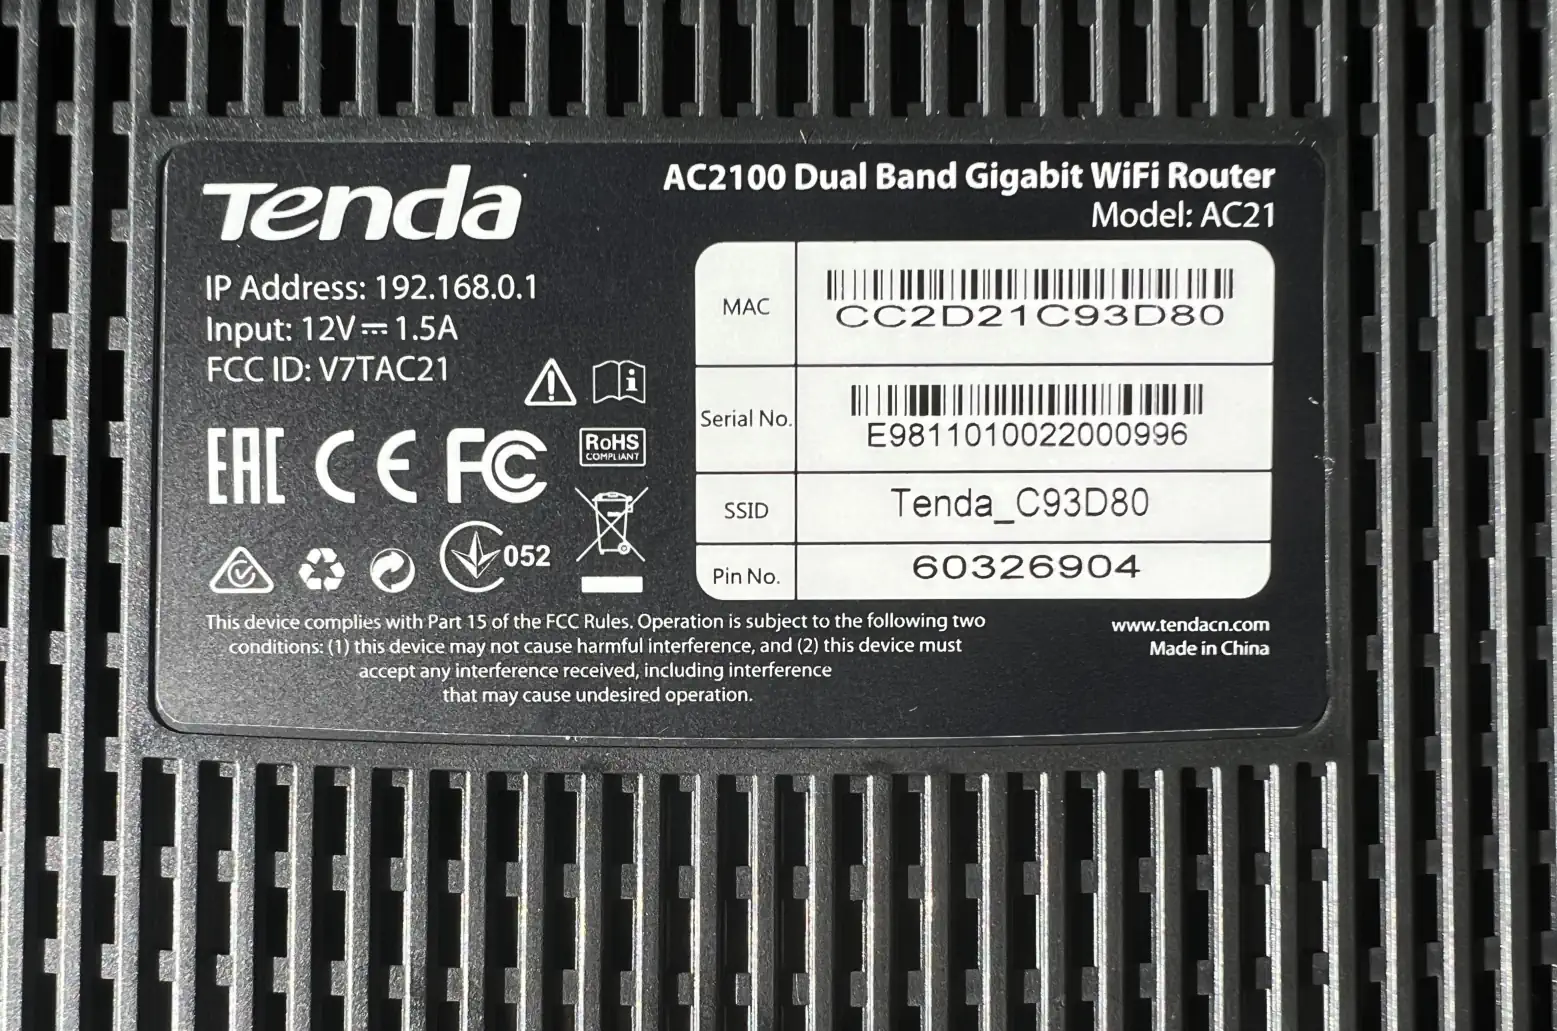 Tenda
AC2100 Dual Band Gigabit WiFi Router
Model: AC21
IP Address: 192.168.0.1
Input: 12V⎓1.5A
FCC ID: V7TAC21
MAC
CC2D21C93D80
Serial No.
E9811010022000996
SSID
Tenda_C93D80
Pin No.
60326904
EAC CE FC
RoHS
COMPLIANT
052
This device complies with Part 15 of the FCC Rules. Operation is subject to the following two
conditions: (1) this device may not cause harmful interference, and (2) this device must
accept any interference received, including interference
that may cause undesired operation.
www.tendacn.com
Made in China